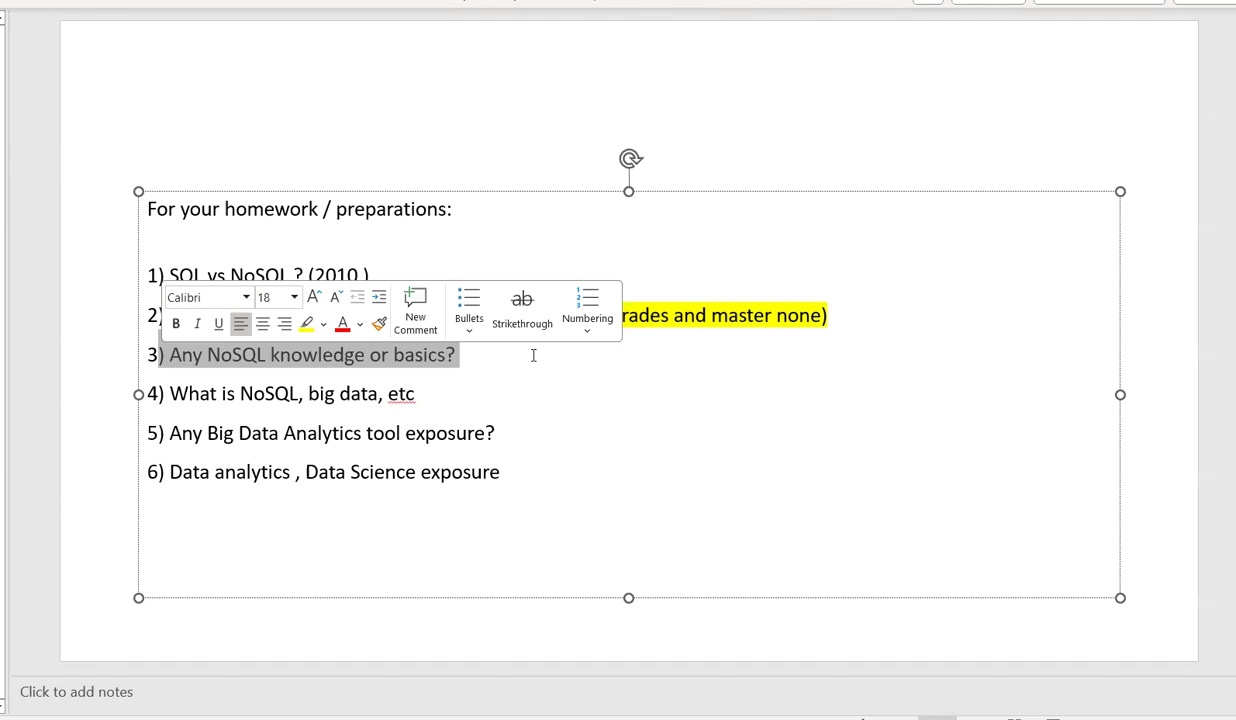 For your homework / preparations:
1) SQL vs NoSQL ? (2010 )
Calibri 18
New Comment
Bullets
Strikethrough
Numbering
B I U
2) rades and master none)
3) Any NoSQL knowledge or basics?
4) What is NoSQL, big data, etc
5) Any Big Data Analytics tool exposure?
6) Data analytics , Data Science exposure
Click to add notes